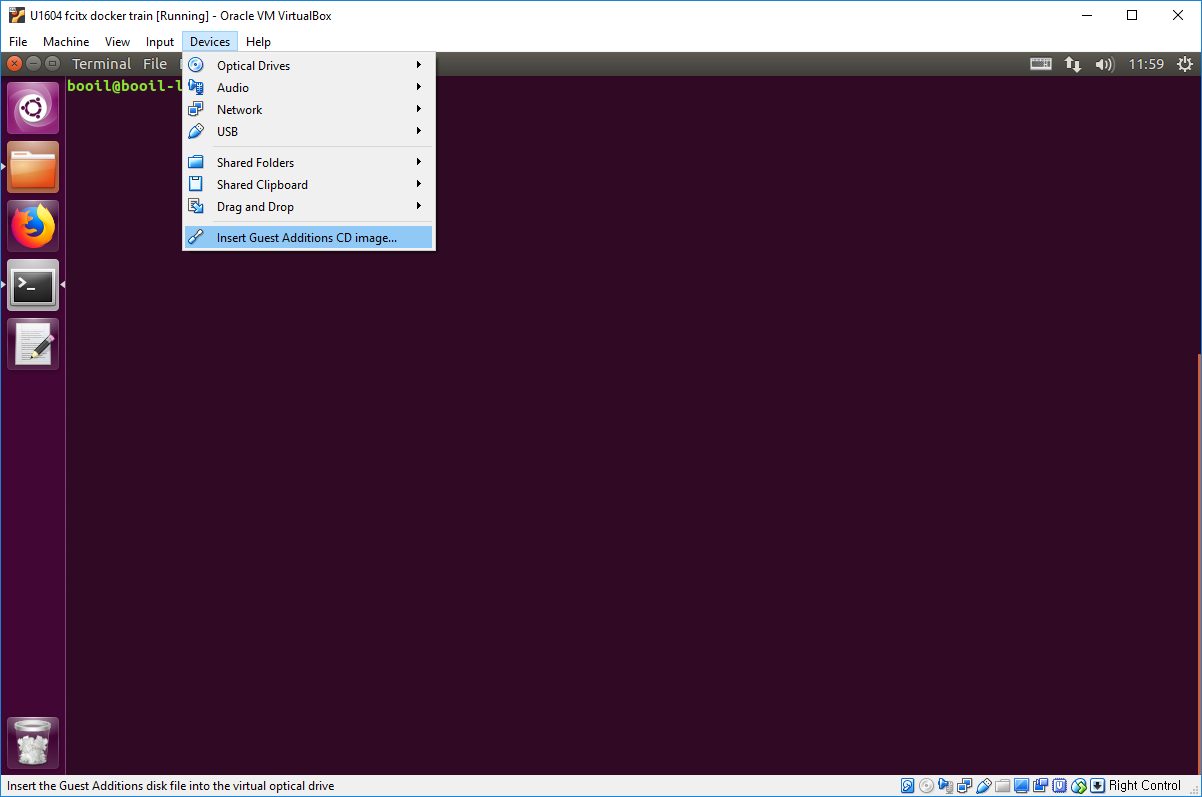 U1604 fcitx docker train [Running] - Oracle VM VirtualBox
File Machine View Input Devices Help
Terminal File 11:59
booil@booil-l
Optical Drives
Audio
Network
USB
Shared Folders
Shared Clipboard
Drag and Drop
Insert Guest Additions CD image...
Insert the Guest Additions disk file into the virtual optical drive Right Control